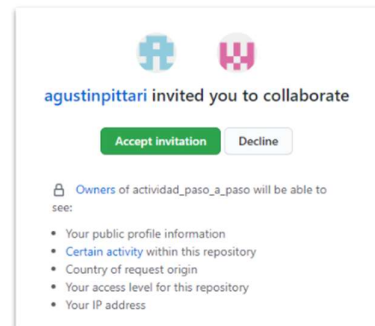 agustinpittari invited you to collaborate
Accept invitation Decline
Owners of actividad_paso_a_paso will be able to
see:
Your public profile information
Certain activity within this repository
Country of request origin
Your access level for this repository
Your IP address